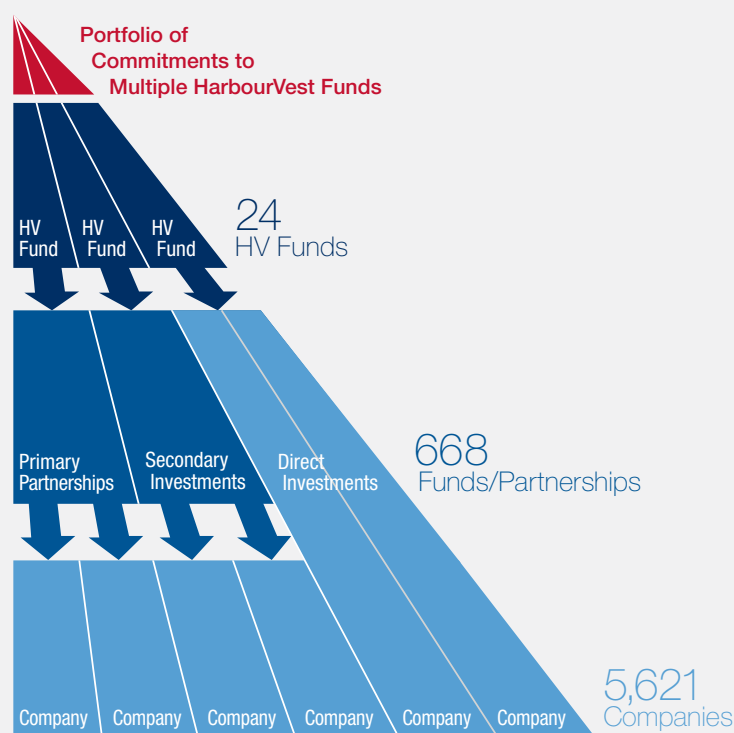 Portfolio of
Commitments to
Multiple HarbourVest Funds
HV
Fund
HV
Fund
HV
Fund
24
HV Funds
Primary
Partnerships
Secondary
Investments
Direct
Investments
668
Funds/Partnerships
Company
Company
Company
Company
Company
Company
5,621
Companies